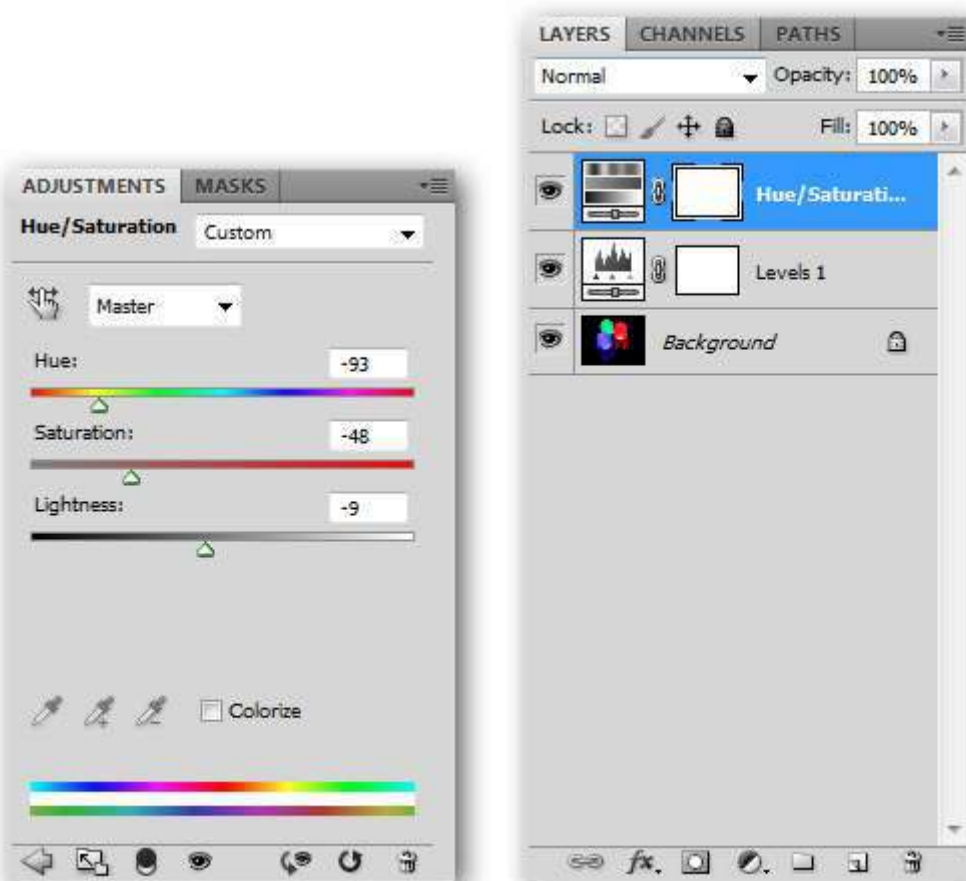 ADJUSTMENTS MASKS
Hue/Saturation Custom
Master
Hue: -93
Saturation: -48
Lightness: -9
Colorize
LAYERS CHANNELS PATHS
Normal Opacity: 100%
Lock: Fill: 100%
Hue/Saturati...
Levels 1
Background
fx.